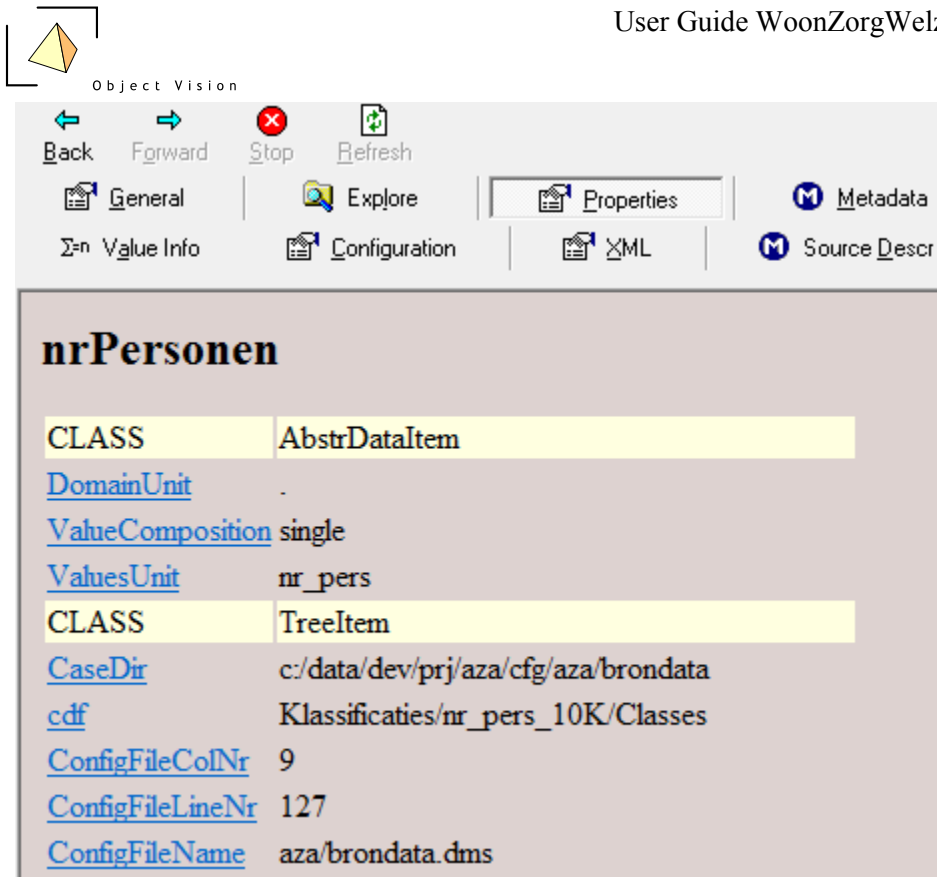 User Guide WoonZorgWelz
Object Vision
Back Forward Stop Refresh
General Explore Properties Metadata
Σ=n Value Info Configuration XML Source Descr
nrPersonen
CLASS AbstrDataItem
DomainUnit .
ValueComposition single
ValuesUnit nr_pers
CLASS TreeItem
CaseDir c:/data/dev/prj/aza/cfg/aza/brondata
cdf Klassificaties/nr_pers_10K/Classes
ConfigFileColNr 9
ConfigFileLineNr 127
ConfigFileName aza/brondata.dms